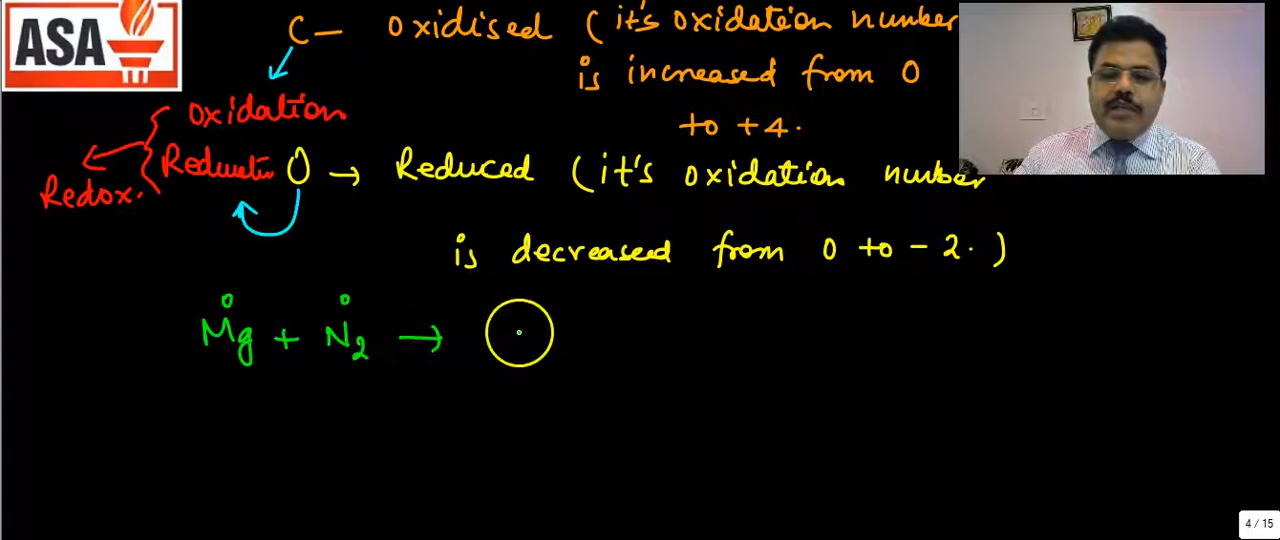 ASA
C — oxidised (it's oxidation number
is increased from 0
to +4.
oxidation
Reduction
Redox.
O → Reduced (it's oxidation number
is decreased from 0 to - 2. )
0 0
Mg + N2 →
4 / 15